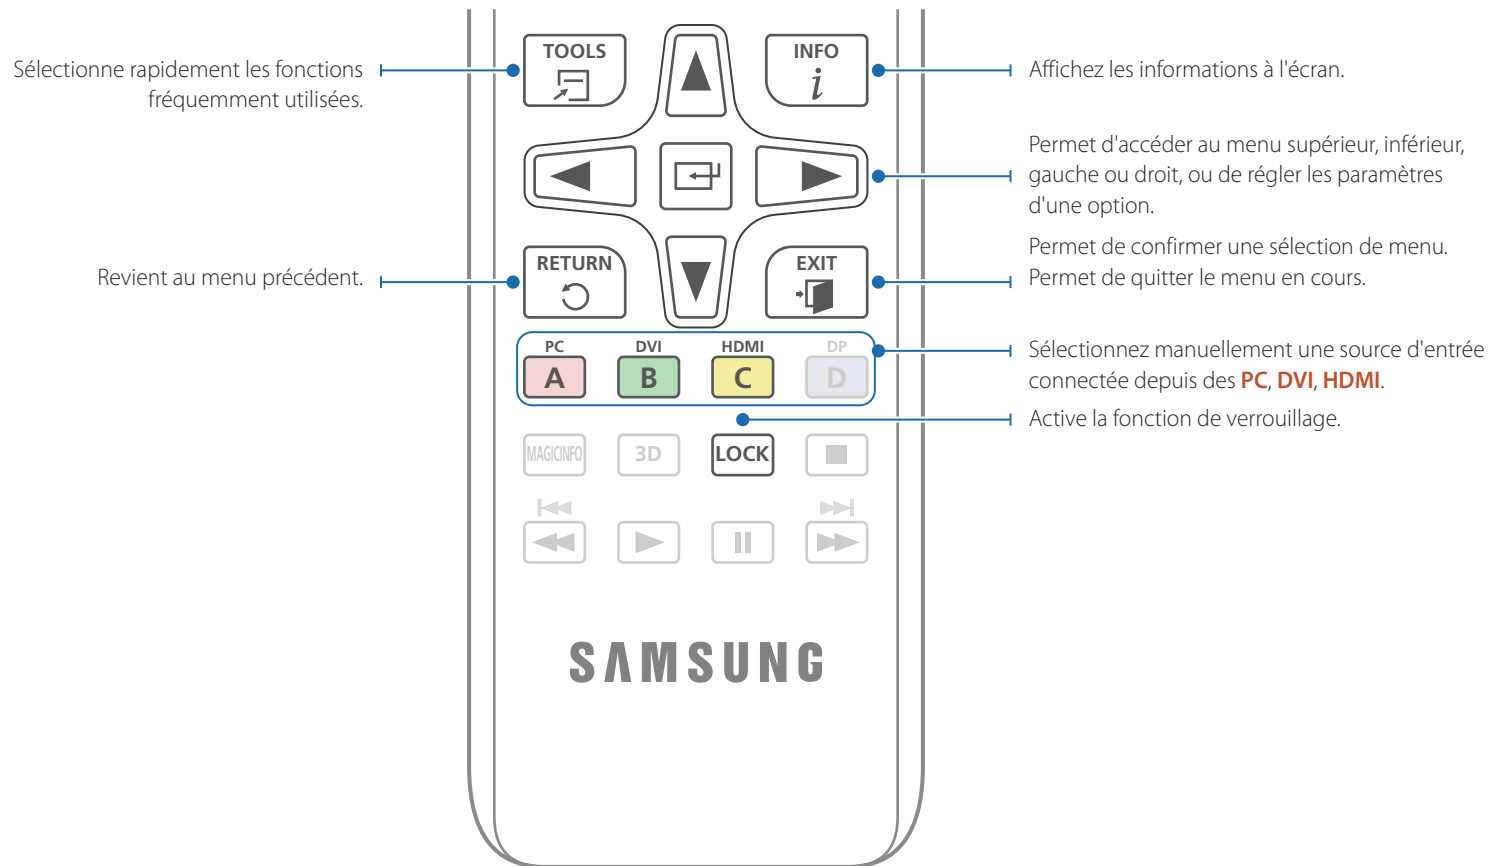 TOOLS
INFO
Sélectionne rapidement les fonctions
fréquemment utilisées.
Affichez les informations à l'écran.
Permet d'accéder au menu supérieur, inférieur,
gauche ou droit, ou de régler les paramètres
d'une option.
RETURN
EXIT
Revient au menu précédent.
Permet de confirmer une sélection de menu.
Permet de quitter le menu en cours.
PC DVI HDMI DP
A B C D
Sélectionnez manuellement une source d'entrée
connectée depuis des PC, DVI, HDMI.
Active la fonction de verrouillage.
MAGICINFO 3D LOCK
SAMSUNG